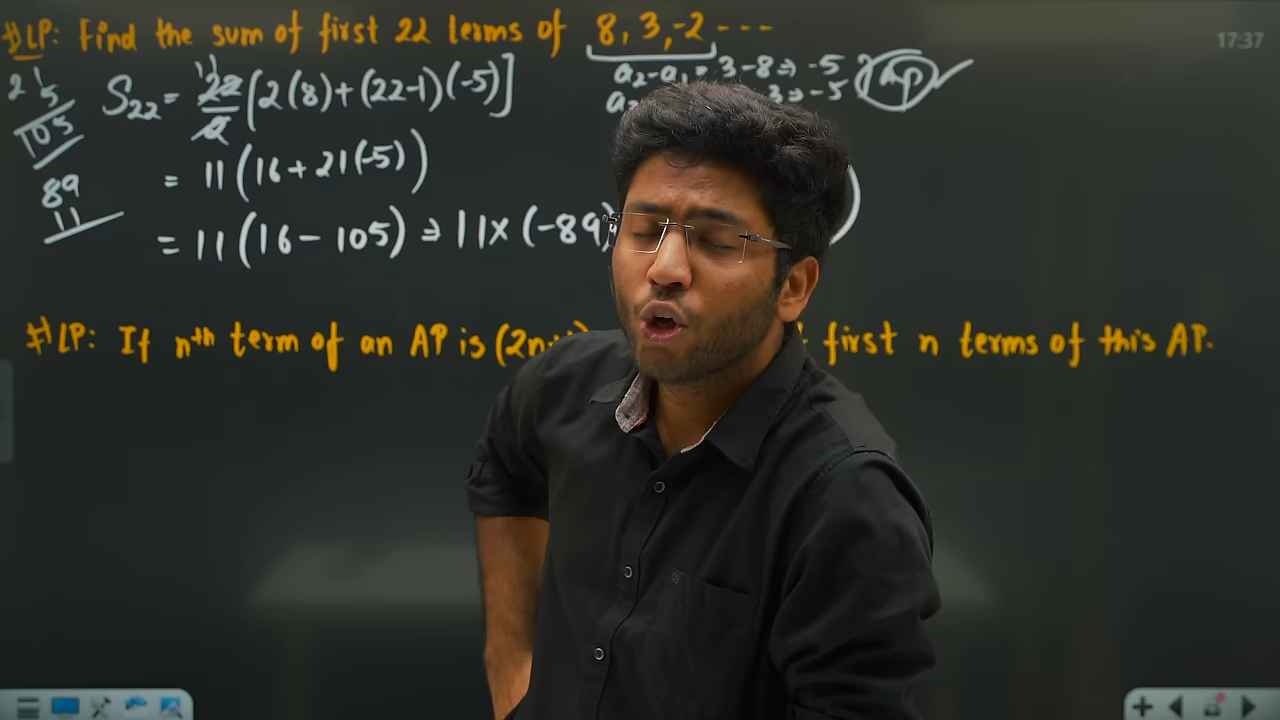 #LP: Find the sum of first 22 terms of 8, 3, -2 ---
17:37
a₂-a₁ = 3-8 ⇒ -5
AP ✓
3 ⇒ -5
2 5
105
89
11
S₂₂ = 22/2 [2(8)+(22-1)(-5)]
11
= 11(16+21(-5))
= 11(16-105) ⇒ 11×(-89)
#LP: If nᵗʰ term of an AP is (2n first n terms of this AP.